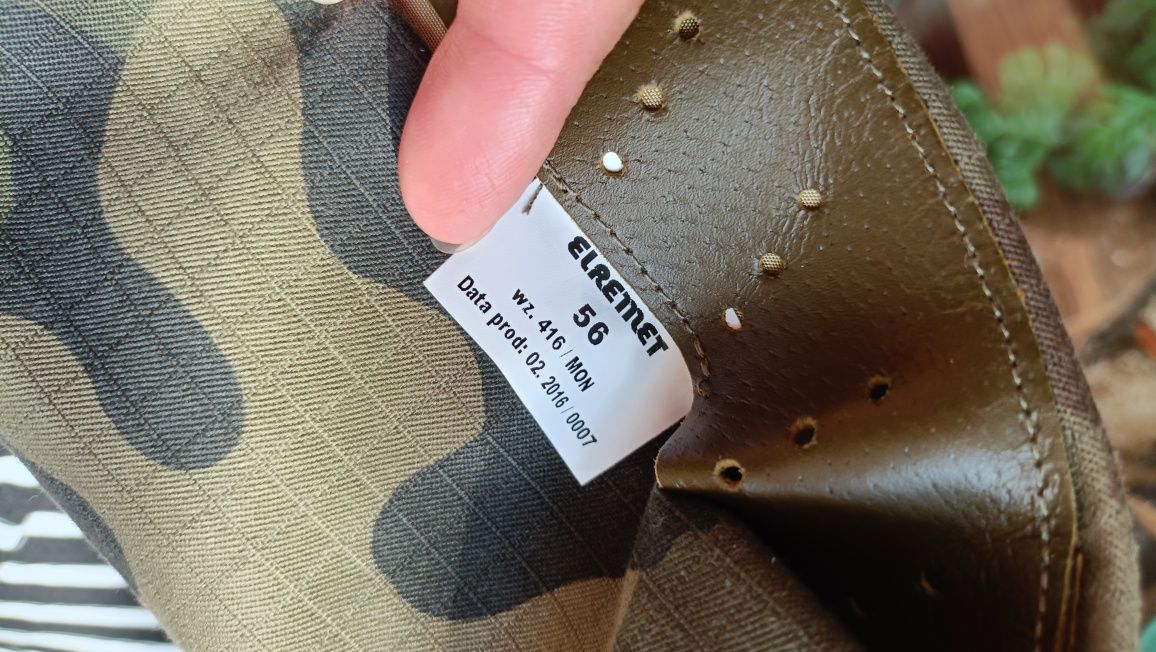 ELREMET
56
wz. 416 / MON
Data prod: 02. 2016 / 0007